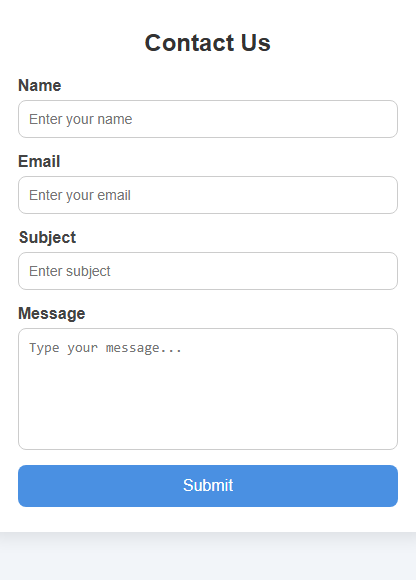 Contact Us
Name
Enter your name
Email
Enter your email
Subject
Enter subject
Message
Type your message...
Submit